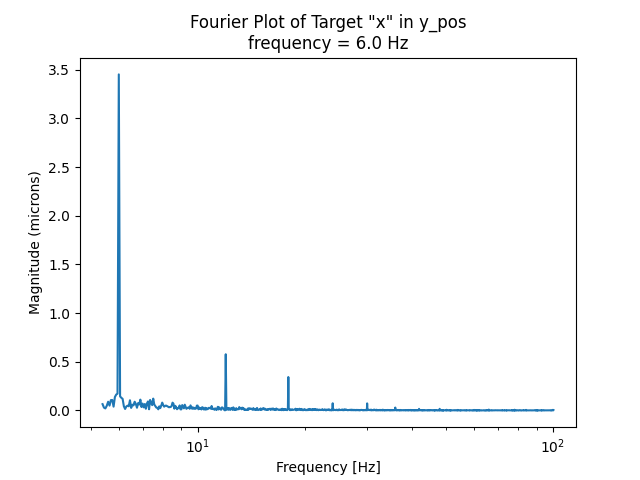 Fourier Plot of Target "x" in y_pos
frequency = 6.0 Hz
3.5
3.0
2.5
2.0
1.5
1.0
0.5
0.0
Magnitude (microns)
10¹
10²
Frequency [Hz]